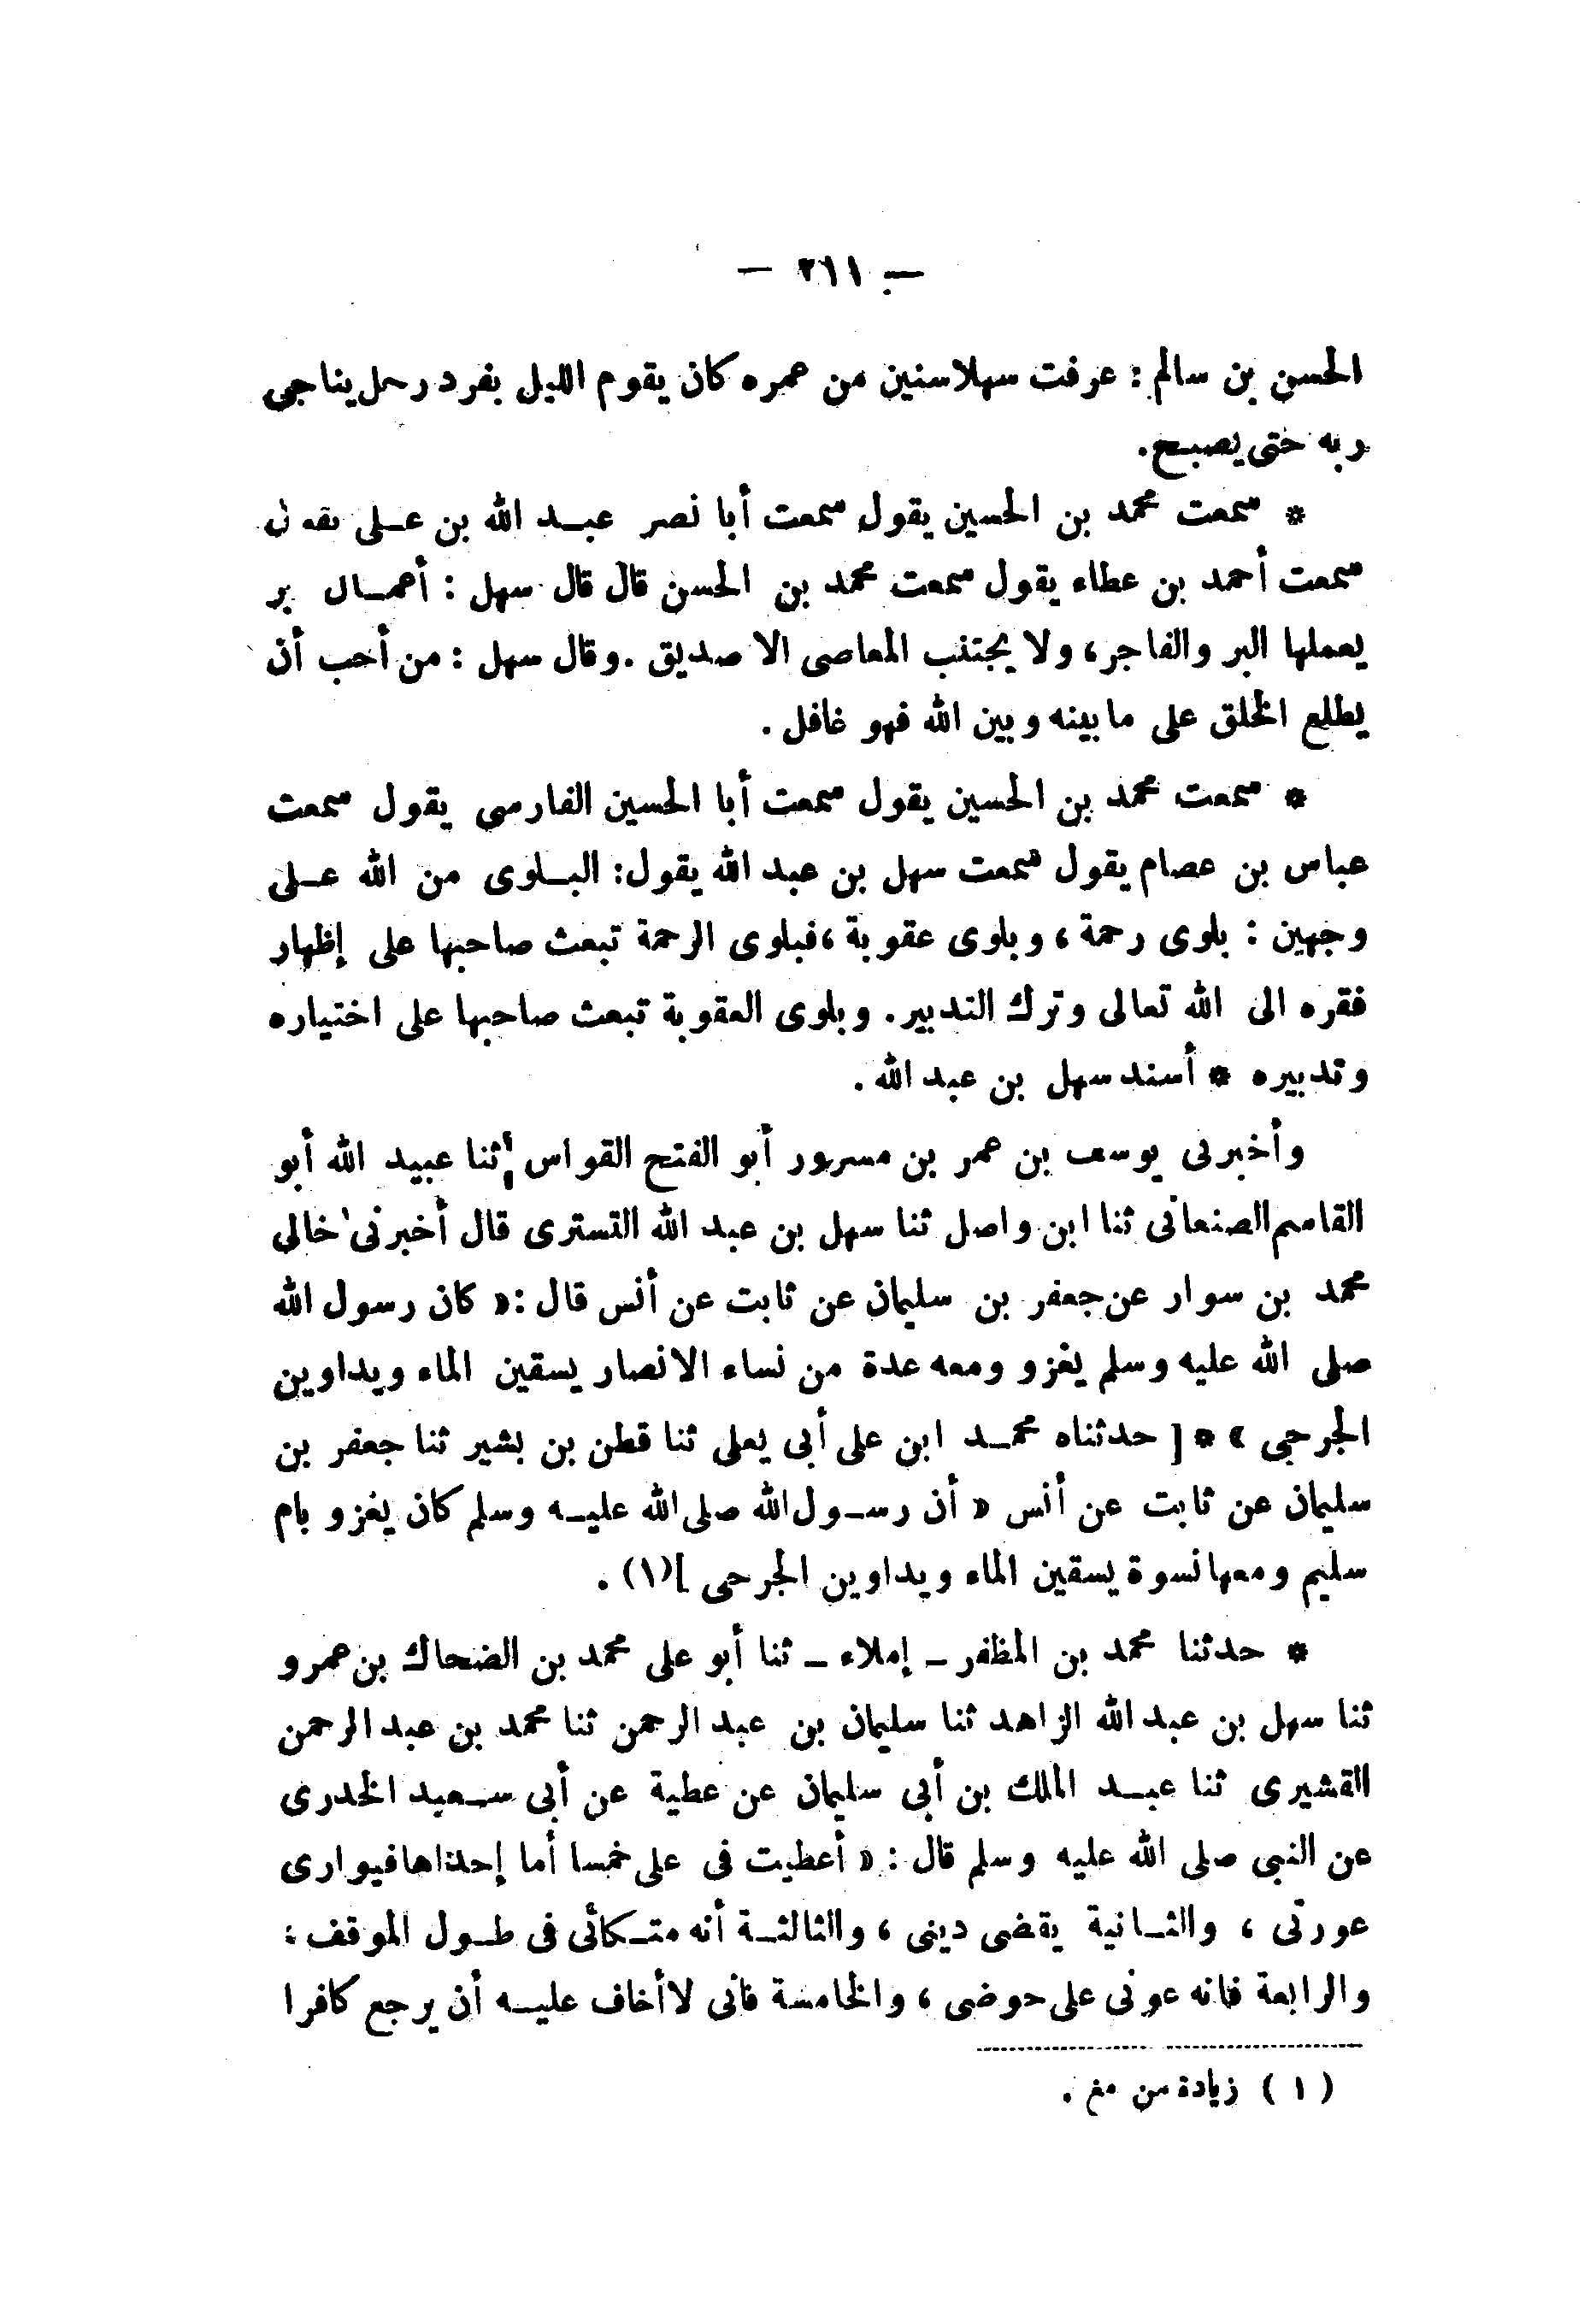 — ٢١١ —
الحسن بن سالم : عرفت سهلا سنين من عمره كان يقوم الليل بفرد رجل يناجى
ربه حتى يصبح .
* سمعت محمد بن الحسين يقول سمعت أبا نصر عبد الله بن على يقول
سمعت أحمد بن عطاء يقول سمعت محمد بن الحسن قال قال سهل : أعمال بر
يعملها البر والفاجر، ولا يجتنب المعاصى الا صديق . وقال سهل : من أحب أن
يطلع الخلق على ما بينه وبين الله فهو غافل .
* سمعت محمد بن الحسين يقول سمعت أبا الحسين الفارسى يقول سمعت
عباس بن عصام يقول سمعت سهل بن عبد الله يقول: البلوى من الله على
وجهين : بلوى رحمة ، وبلوى عقوبة ، فبلوى الرحمة تبعث صاحبها على إظهار
فقره الى الله تعالى وترك التدبير . وبلوى العقوبة تبعث صاحبها على اختياره
وتدبيره * أسند سهل بن عبد الله .
وأخبرنى يوسف بن عمر بن مسرور أبو الفتح القواس ثنا عبيد الله أبو
القاسم الصنعانى ثنا ابن واصل ثنا سهل بن عبد الله التسترى قال أخبرنى خالى
محمد بن سوار عن جعفر بن سليمان عن ثابت عن أنس قال : « كان رسول الله
صلى الله عليه وسلم يغزو ومعه عدة من نساء الانصار يسقين الماء ويداوين
الجرحى » * [ حدثناه محمد ابن على أبى يعلى ثنا قطن بن بشير ثنا جعفر بن
سليمان عن ثابت عن أنس « أن رسول الله صلى الله عليه وسلم كان يغزو بام
سليم ومعها نسوة يسقين الماء ويداوين الجرحى ](١) .
* حدثنا محمد بن المظفر - إملاء - ثنا أبو على محمد بن الضحاك بن عمرو
ثنا سهل بن عبد الله الزاهد ثنا سليمان بن عبد الرحمن ثنا محمد بن عبد الرحمن
القشيرى ثنا عبد الملك بن أبى سليمان عن عطية عن أبى سعيد الخدرى
عن النبى صلى الله عليه وسلم قال : « أعطيت فى على خمسا أما إحداها فيوارى
عورتى ، والثانية يقضى دينى ، والثالثة أنه متكائى فى طول الموقف ،
والرابعة فانه عونى على حوضى ، والخامسة فانى لا أخاف عليه أن يرجع كافرا
( ١ ) زيادة من مغ .